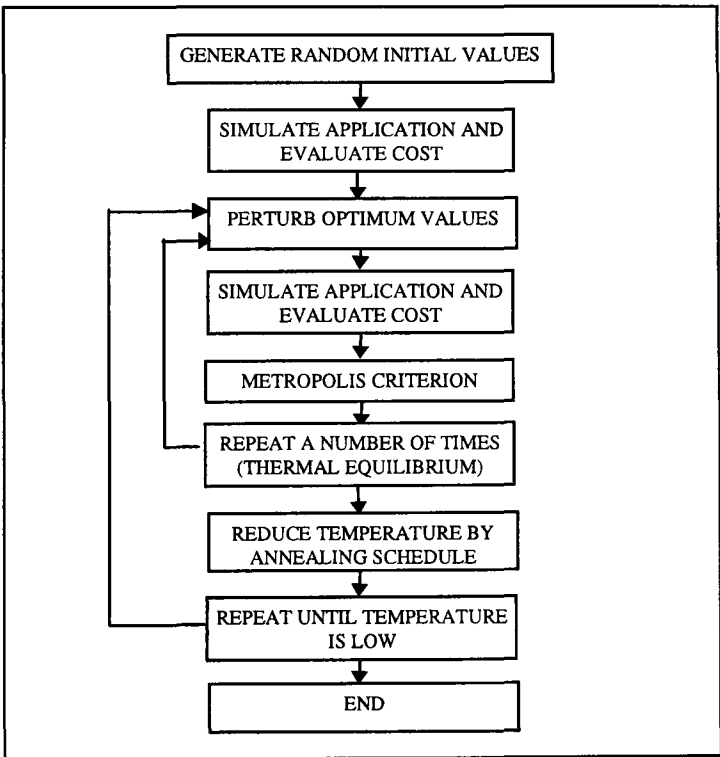 GENERATE RANDOM INITIAL VALUES
SIMULATE APPLICATION AND
EVALUATE COST
PERTURB OPTIMUM VALUES
SIMULATE APPLICATION AND
EVALUATE COST
METROPOLIS CRITERION
REPEAT A NUMBER OF TIMES
(THERMAL EQUILIBRIUM)
REDUCE TEMPERATURE BY
ANNEALING SCHEDULE
REPEAT UNTIL TEMPERATURE
IS LOW
END